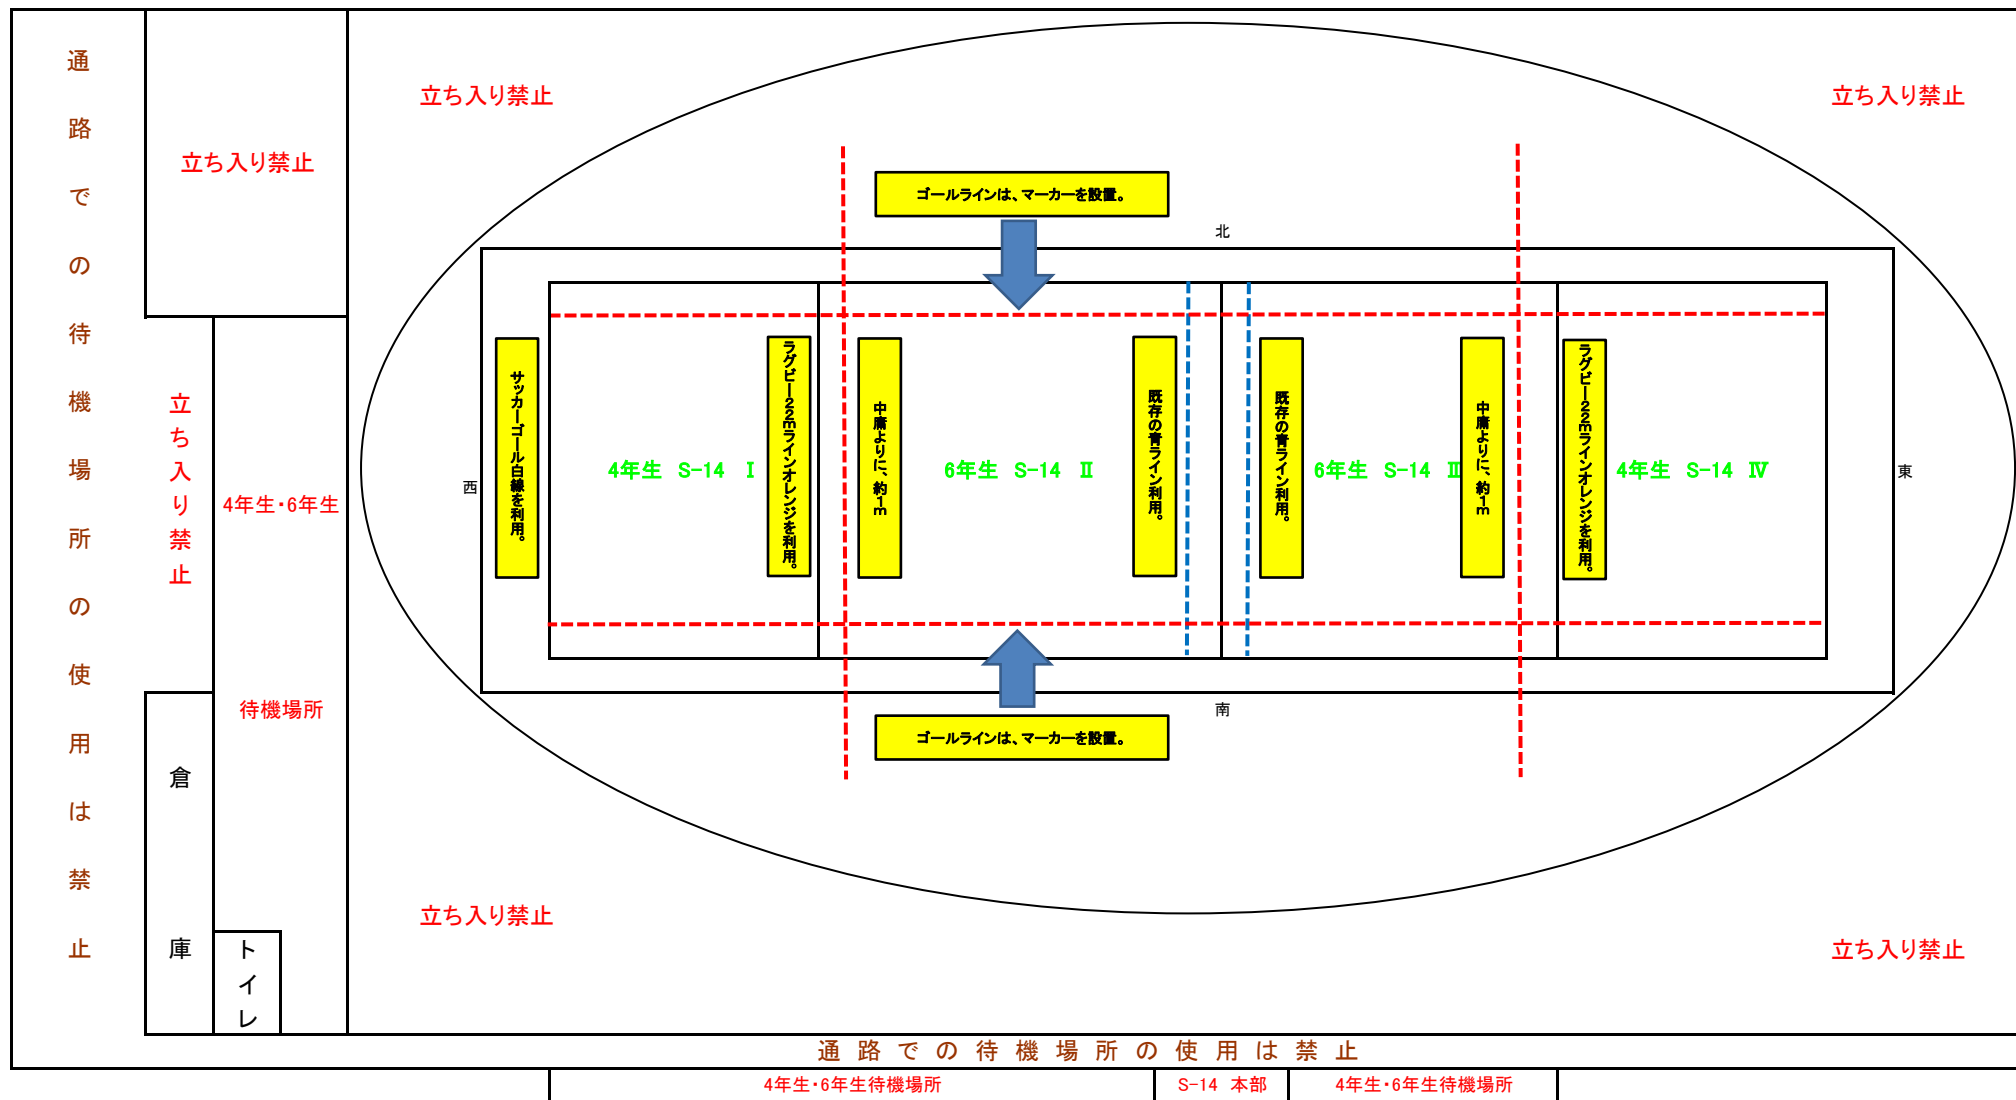 通路での待機場所の使用は禁止
立ち入り禁止
立ち入り禁止
立ち入り禁止
ゴールラインは、マーカーを設置。
北
サッカーゴール白線を利用。
ラグビー22mラインオレンジを利用。
中庸よりに、約1m
既存の青ライン利用。
既存の青ライン利用。
中庸よりに、約1m
ラグビー22mラインオレンジを利用。
立ち入り禁止
4年生・6年生
待機場所
西
4年生 S-14 Ⅰ
6年生 S-14 Ⅱ
6年生 S-14
4年生 S-14 Ⅳ
東
南
ゴールラインは、マーカーを設置。
倉庫
トイレ
立ち入り禁止
立ち入り禁止
通路での待機場所の使用は禁止
4年生・6年生待機場所
S-14 本部
4年生・6年生待機場所